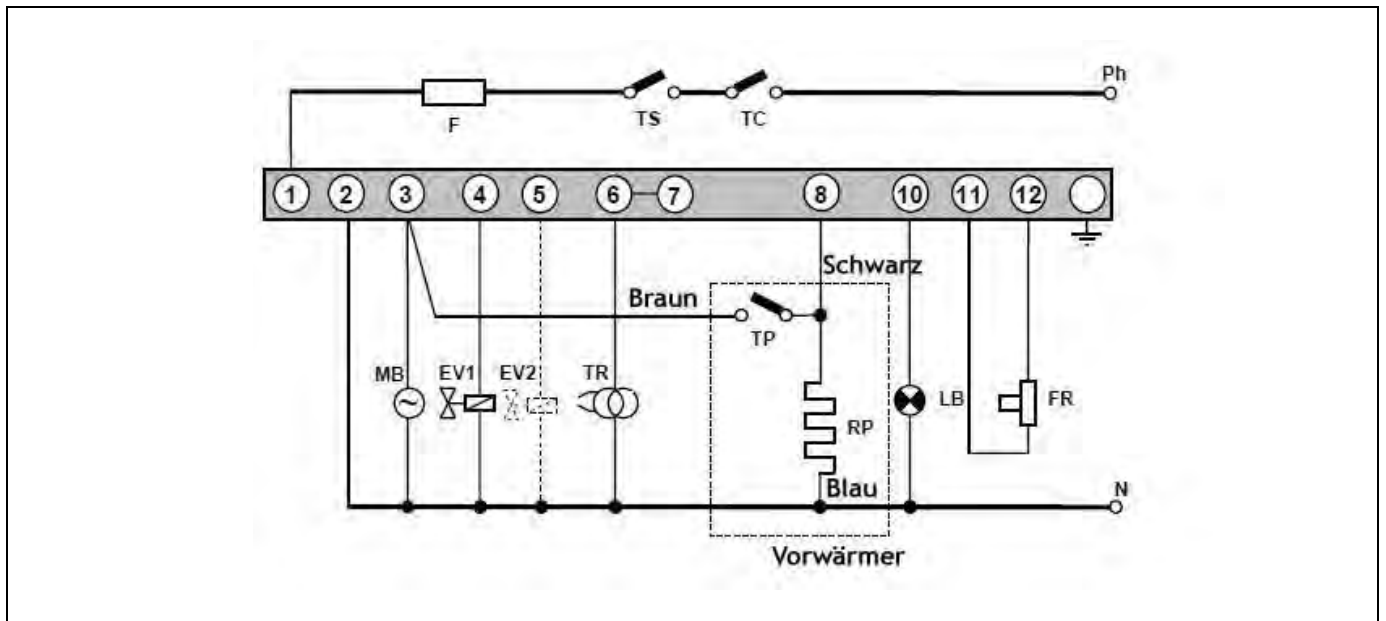 Ph
F TS TC
1 2 3 4 5 6 7 8 10 11 12
Schwarz
Braun
TP
MB EV1 EV2 TR LB FR
RP
Blau
N
Vorwärmer